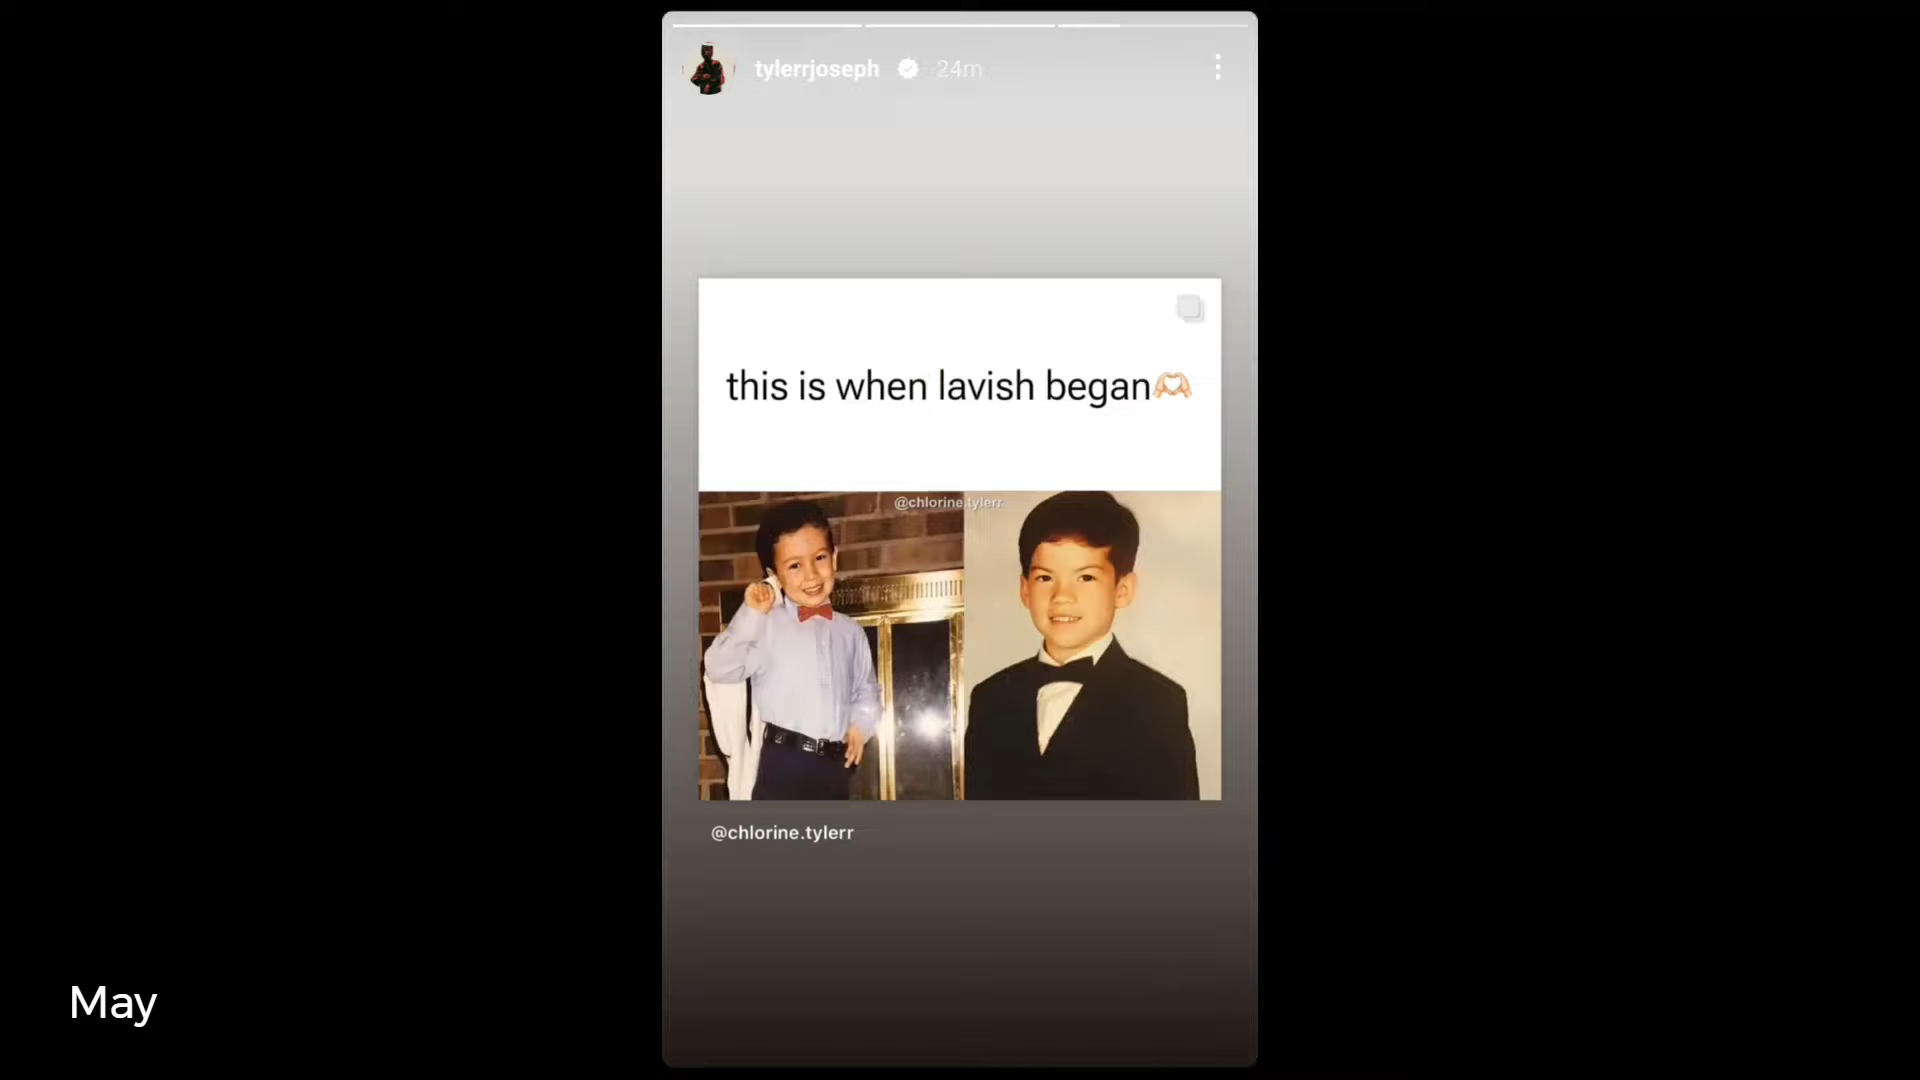 tylerrjoseph 24m
this is when lavish began🫶🏻
@chlorine.tylerr
@chlorine.tylerr
May